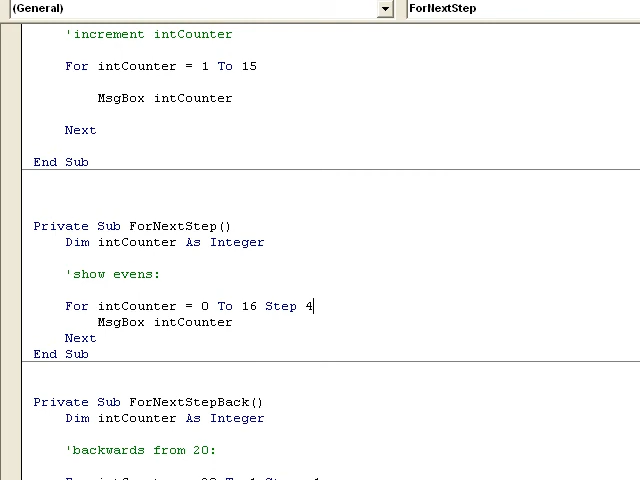 (General)
ForNextStep
'increment intCounter
For intCounter = 1 To 15
MsgBox intCounter
Next
End Sub
Private Sub ForNextStep()
Dim intCounter As Integer
'show evens:
For intCounter = 0 To 16 Step 4
MsgBox intCounter
Next
End Sub
Private Sub ForNextStepBack()
Dim intCounter As Integer
'backwards from 20: